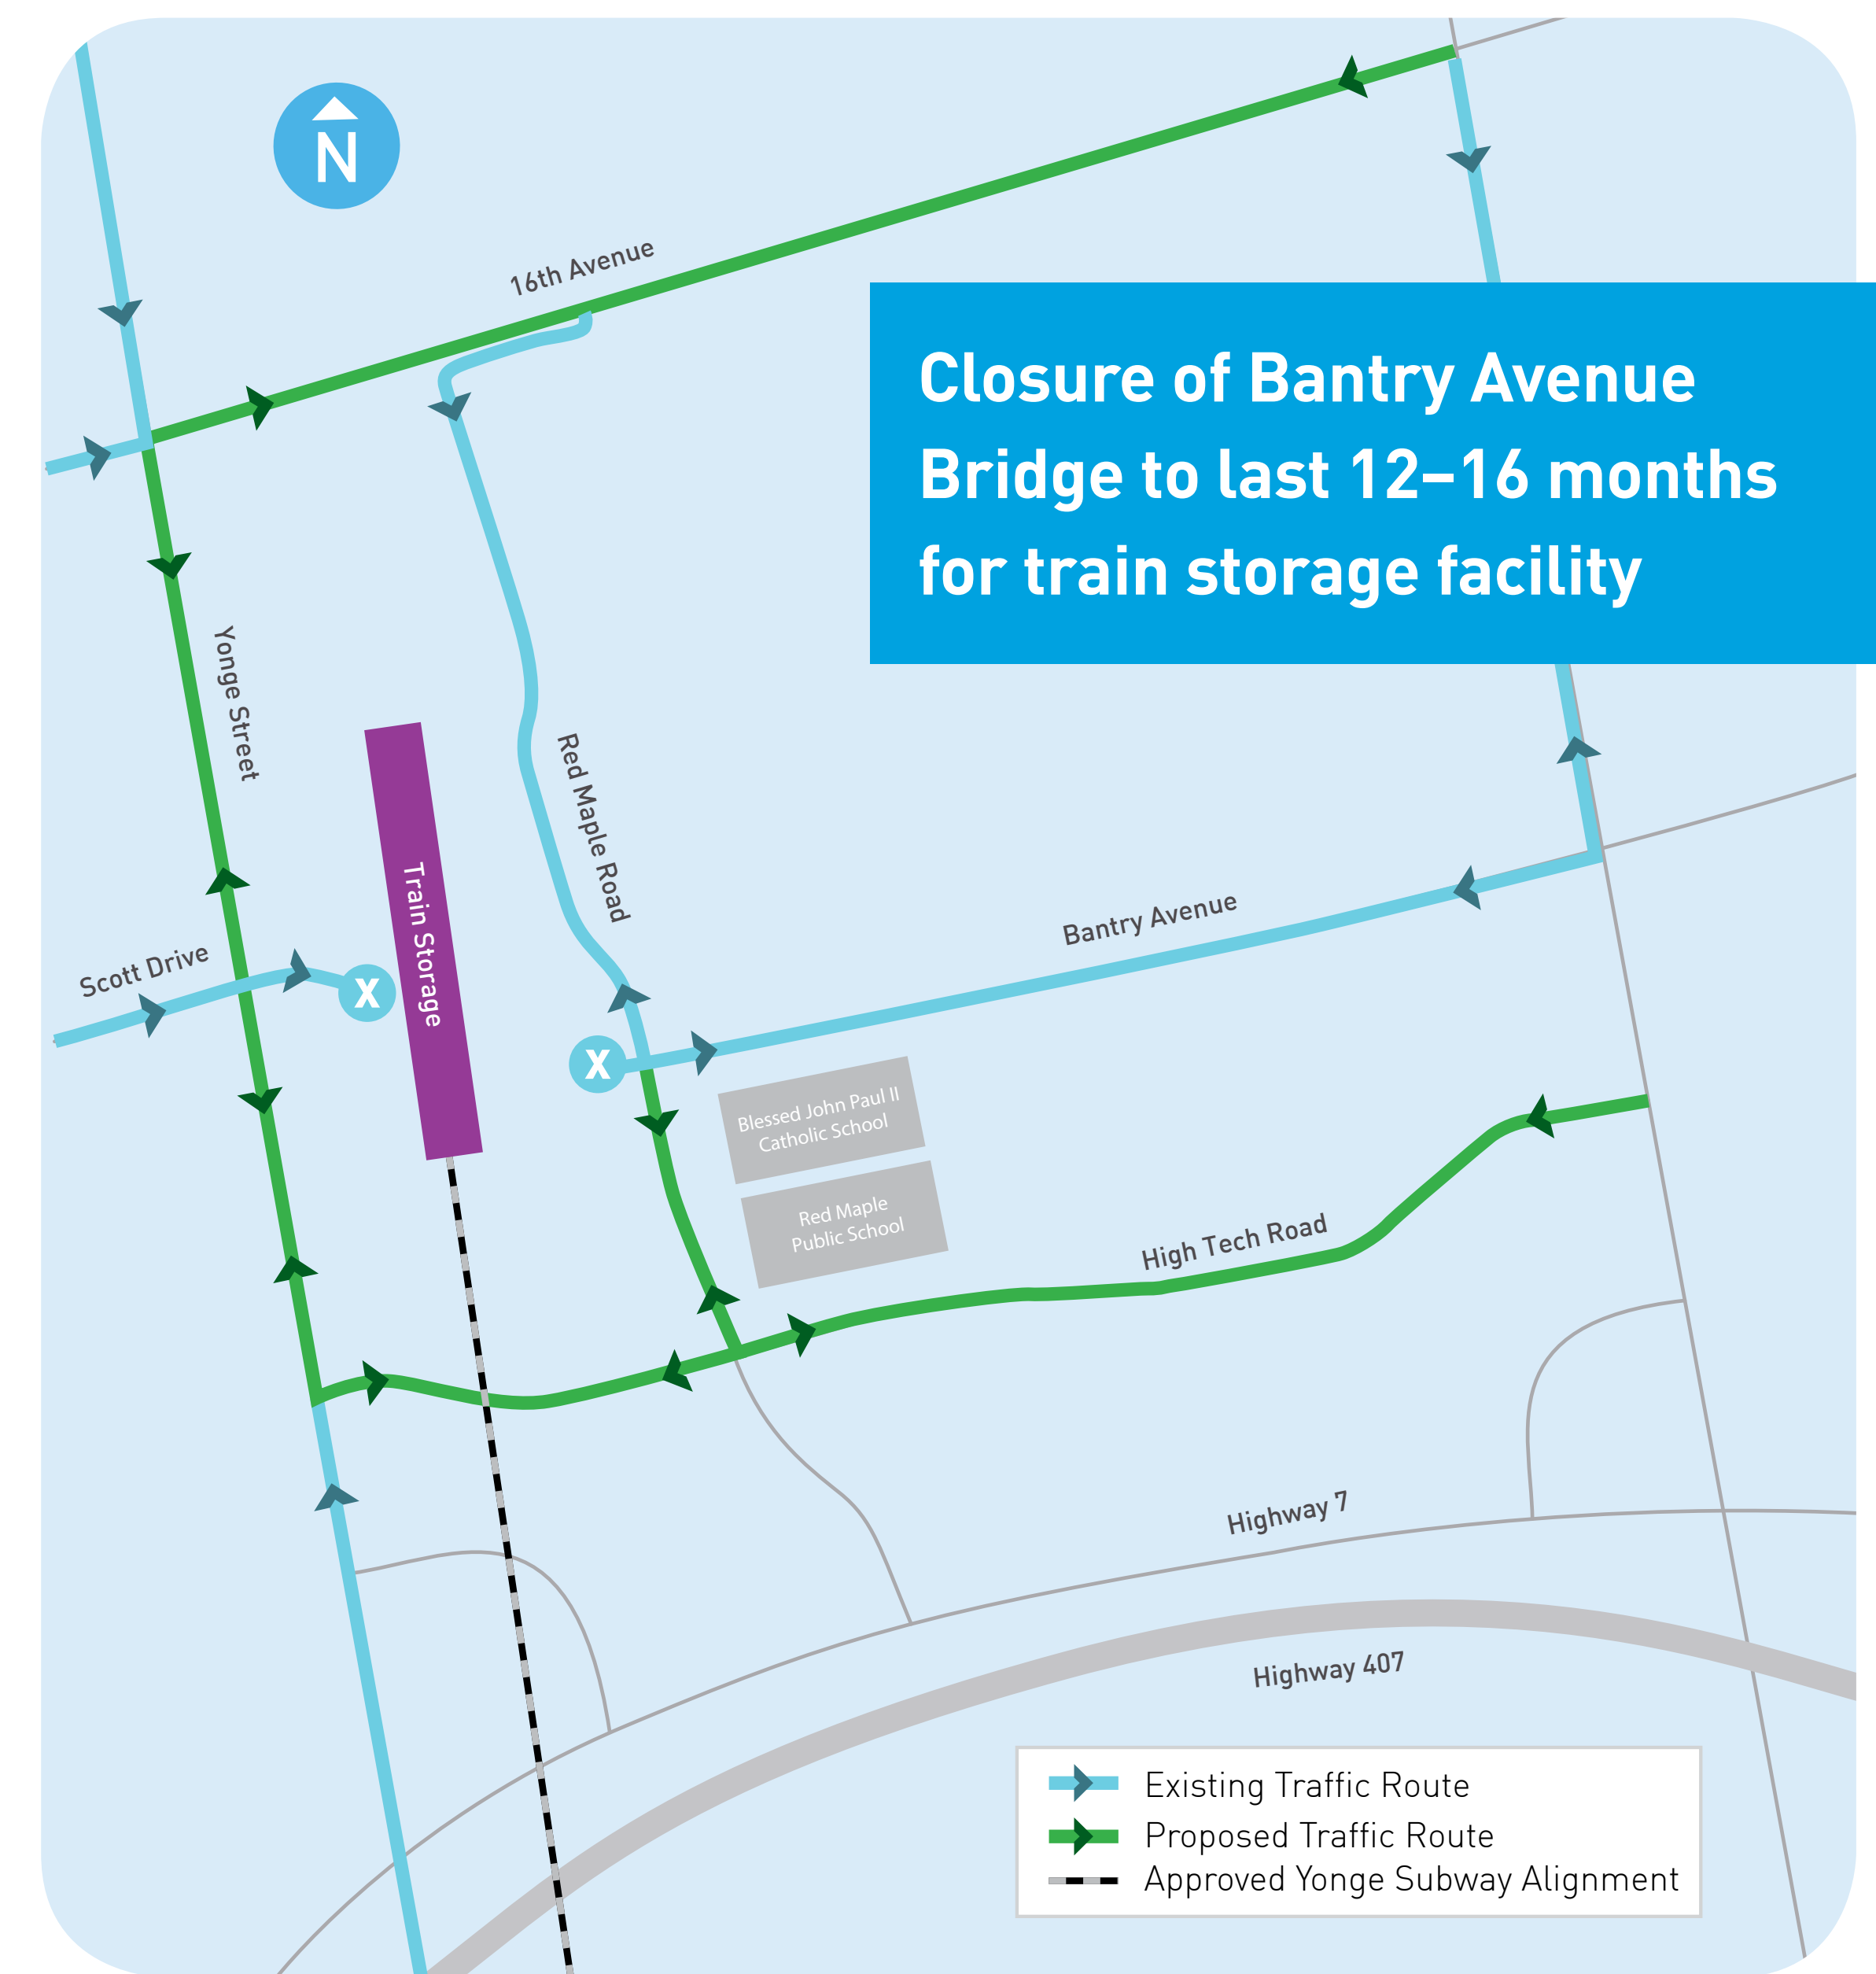 N
16th Avenue
Closure of Bantry Avenue
Bridge to last 12–16 months
for train storage facility
Yonge Street
Red Maple Road
Train Storage
Bantry Avenue
Scott Drive
X
X
Blessed John Paul II
Catholic School
Red Maple
Public School
High Tech Road
Highway 7
Highway 407
Existing Traffic Route
Proposed Traffic Route
Approved Yonge Subway Alignment